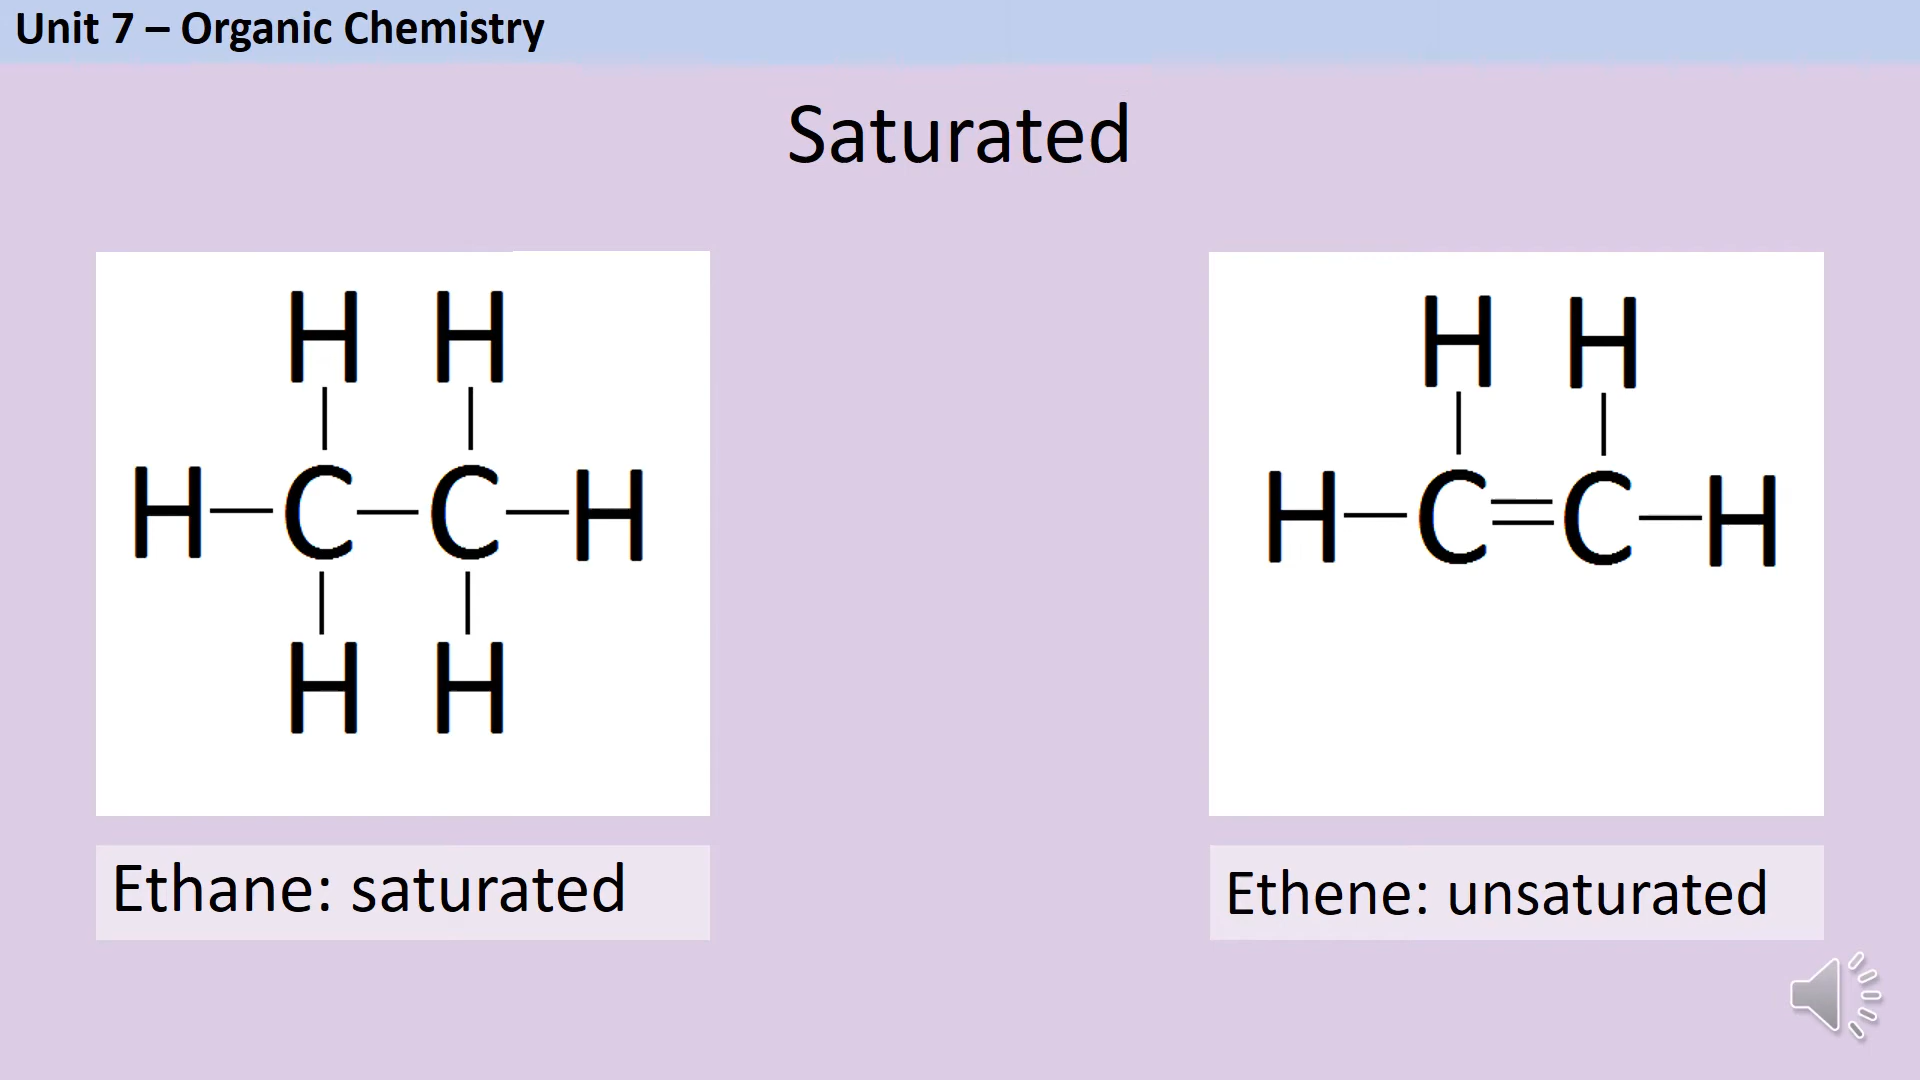 Unit 7 – Organic Chemistry
Saturated
H H
H C C H
H H
Ethane: saturated
H H
H C C H
Ethene: unsaturated